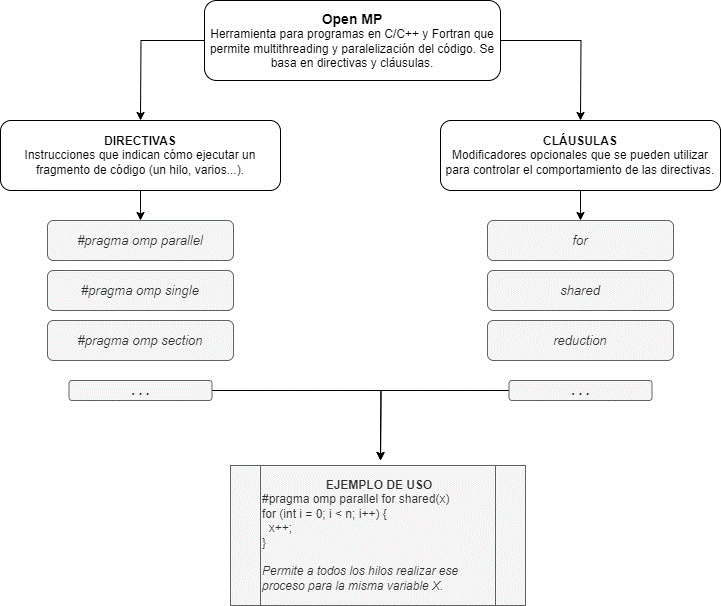 Open MP
Herramienta para programas en C/C++ y Fortran que
permite multithreading y paralelización del código. Se
basa en directivas y cláusulas.
DIRECTIVAS
Instrucciones que indican cómo ejecutar un
fragmento de código (un hilo, varios...).
CLÁUSULAS
Modificadores opcionales que se pueden utilizar
para controlar el comportamiento de las directivas.
#pragma omp parallel
#pragma omp single
#pragma omp section
. . .
for
shared
reduction
. . .
EJEMPLO DE USO
#pragma omp parallel for shared(x)
for (int i = 0; i < n; i++) {
  x++;
}
Permite a todos los hilos realizar ese
proceso para la misma variable X.